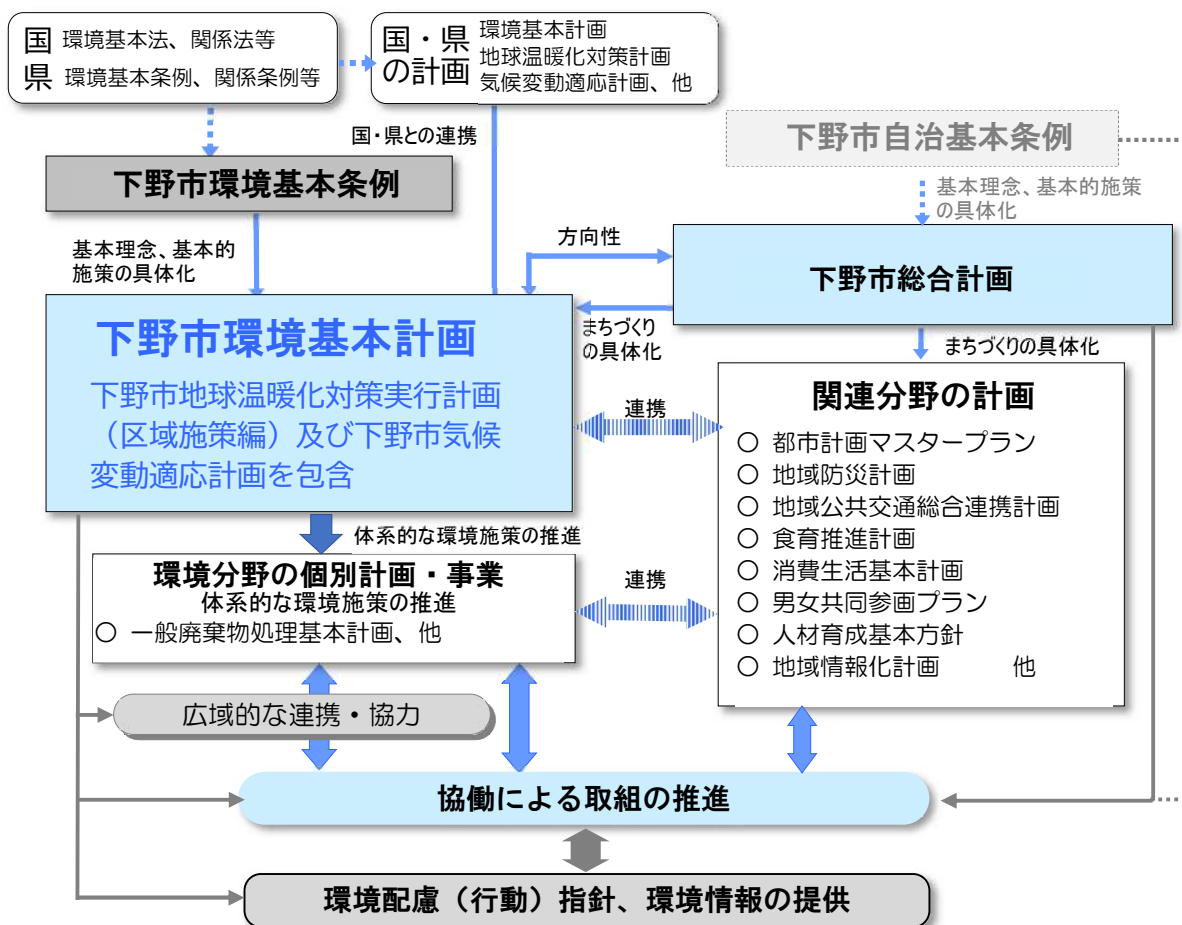 国 環境基本法、関係法等
県 環境基本条例、関係条例等
国・県
の計画
環境基本計画
地球温暖化対策計画
気候変動適応計画、他
国・県との連携
下野市自治基本条例
下野市環境基本条例
基本理念、基本的施策
の具体化
基本理念、基本的
施策の具体化
方向性
下野市総合計画
下野市環境基本計画
下野市地球温暖化対策実行計画
（区域施策編）及び下野市気候
変動適応計画を包含
まちづくり
の具体化
まちづくりの具体化
連携
関連分野の計画
○ 都市計画マスタープラン
○ 地域防災計画
○ 地域公共交通総合連携計画
○ 食育推進計画
○ 消費生活基本計画
○ 男女共同参画プラン
○ 人材育成基本方針
○ 地域情報化計画　　他
体系的な環境施策の推進
環境分野の個別計画・事業
体系的な環境施策の推進
○ 一般廃棄物処理基本計画、他
連携
広域的な連携・協力
協働による取組の推進
環境配慮（行動）指針、環境情報の提供